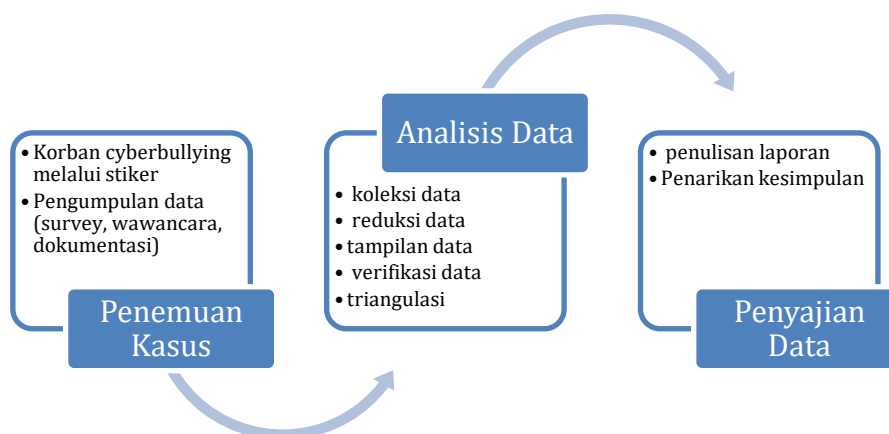 • Korban cyberbullying
melalui stiker
• Pengumpulan data
(survey, wawancara,
dokumentasi)
Penemuan
Kasus
Analisis Data
• koleksi data
• reduksi data
• tampilan data
• verifikasi data
• triangulasi
• penulisan laporan
• Penarikan kesimpulan
Penyajian
Data